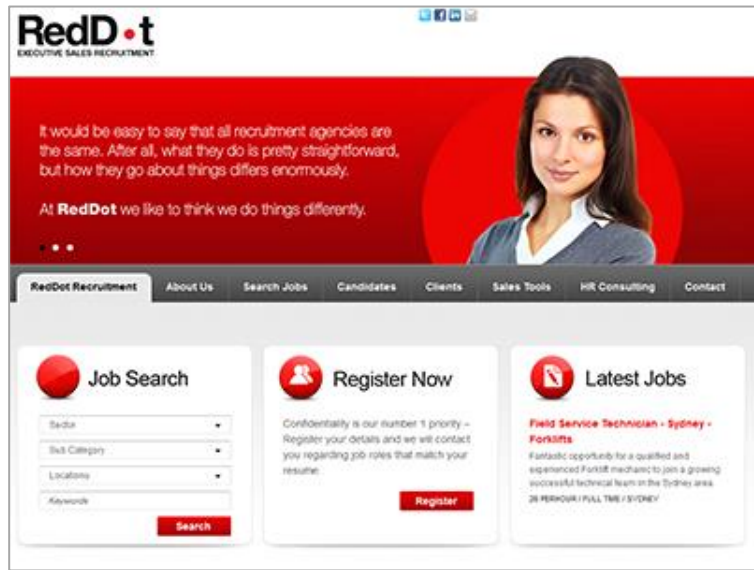 RedDot
EXECUTIVE SALES RECRUITMENT
It would be easy to say that all recruitment agencies are
the same. After all, what they do is pretty straightforward,
but how they go about things differs enormously.
At RedDot we like to think we do things differently.
RedDot Recruitment About Us Search Jobs Candidates Clients Sales Tools HR Consulting Contact
Job Search
Sector
Sub Category
Locations
Keywords
Search
Register Now
Confidentiality is our number 1 priority –
Register your details and we will contact
you regarding job roles that match your
resume.
Register
Latest Jobs
Field Service Technician - Sydney -
Forklifts
Fantastic opportunity for a qualified and
experienced Forklift mechanic to join a growing
successful technical team in the Sydney area.
26 PERHOUR / FULL TIME / SYDNEY